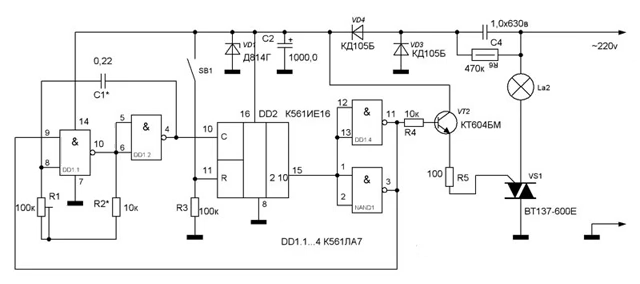 1,0x630в
C4
R6
470к
~220v
VD4
КД105Б
VD3
КД105Б
C2
+
1000,0
VD1
Д814Г
SB1
0,22
C1*
La2
14
9
8
&
DD1.1
10
7
5
6
&
DD1.2
4
16
DD2
К561ИЕ16
10
C
11
R
2 10
15
8
12
13
&
DD1.4
11
1
2
&
NAND1
3
10к
R4
VT2
КТ604БМ
100
R5
VS1
BT137-600E
R1
100к
R2*
10к
R3
100к
DD1.1...4 К561ЛА7